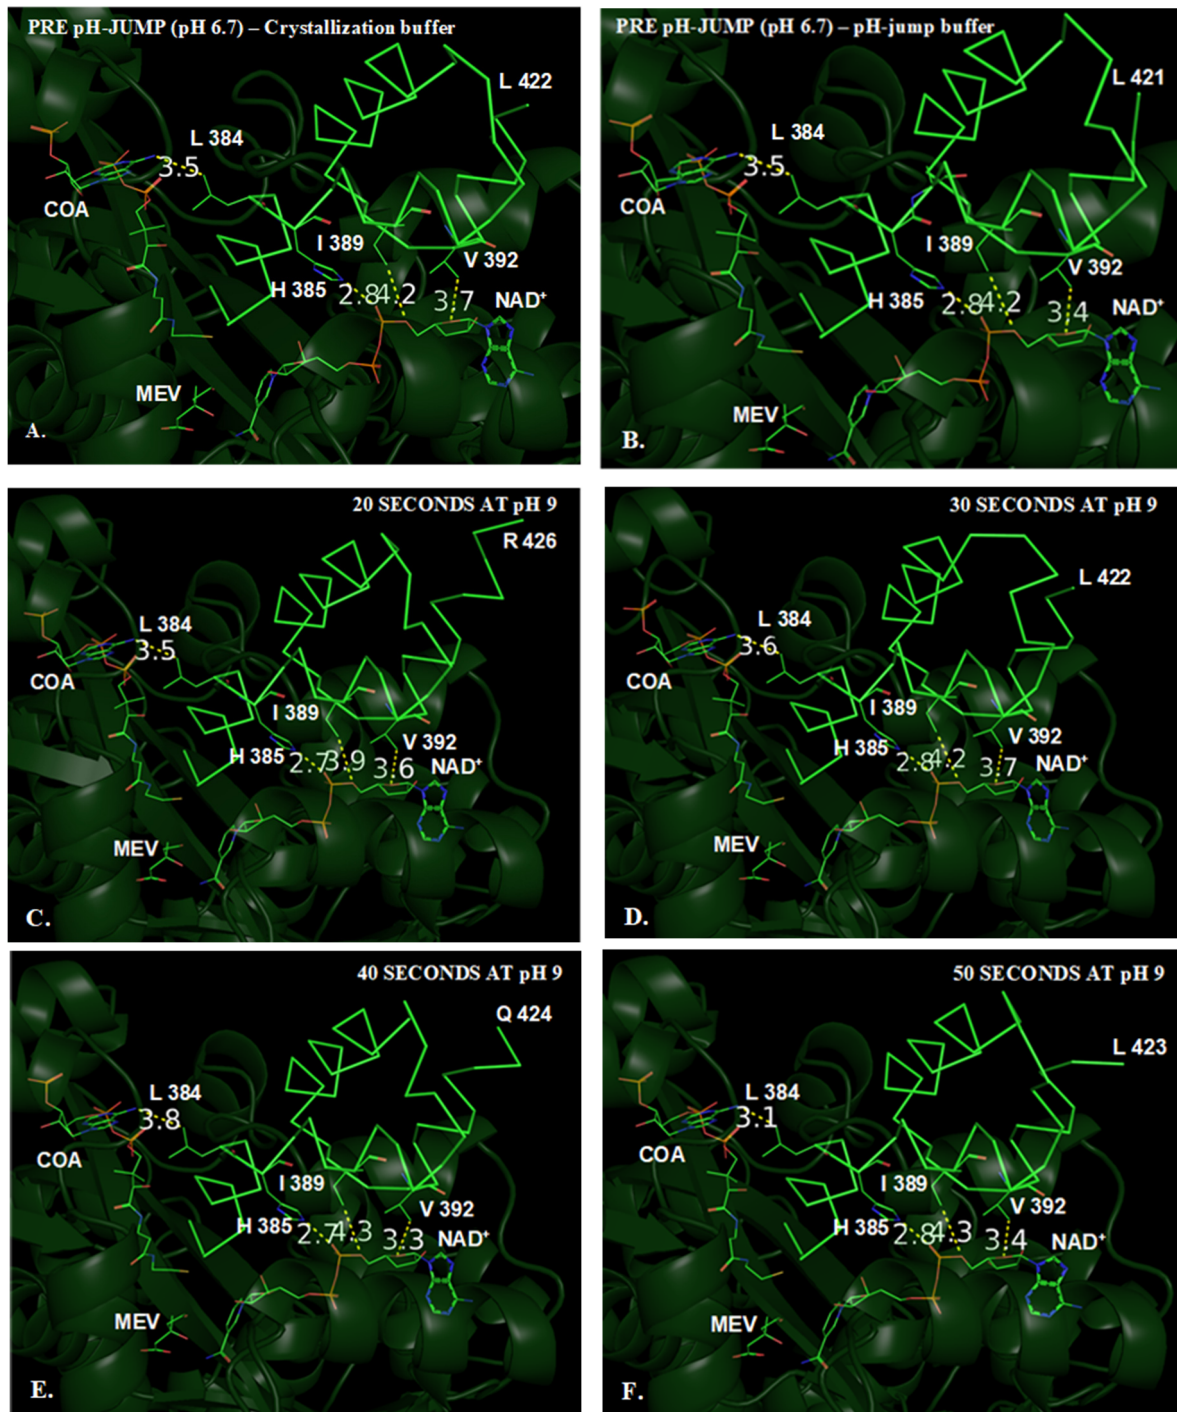 PRE pH-JUMP (pH 6.7) – Crystallization buffer
L 422
L 384
3.5
COA
I 389
V 392
H 385
2.8
4.2
3.7
NAD+
MEV
A.
PRE pH-JUMP (pH 6.7) – pH-jump buffer
L 421
L 384
3.5
COA
I 389
V 392
H 385
2.8
4.2
3.4
NAD+
MEV
B.
20 SECONDS AT pH 9
R 426
L 384
3.5
COA
I 389
V 392
H 385
2.7
3.9
3.6
NAD+
MEV
C.
30 SECONDS AT pH 9
L 422
L 384
3.6
COA
I 389
V 392
H 385
2.8
4.2
3.7
NAD+
MEV
D.
40 SECONDS AT pH 9
Q 424
L 384
3.8
COA
I 389
V 392
H 385
2.7
4.3
3.3
NAD+
MEV
E.
50 SECONDS AT pH 9
L 423
L 384
3.1
COA
I 389
V 392
H 385
2.8
4.3
3.4
NAD+
MEV
F.